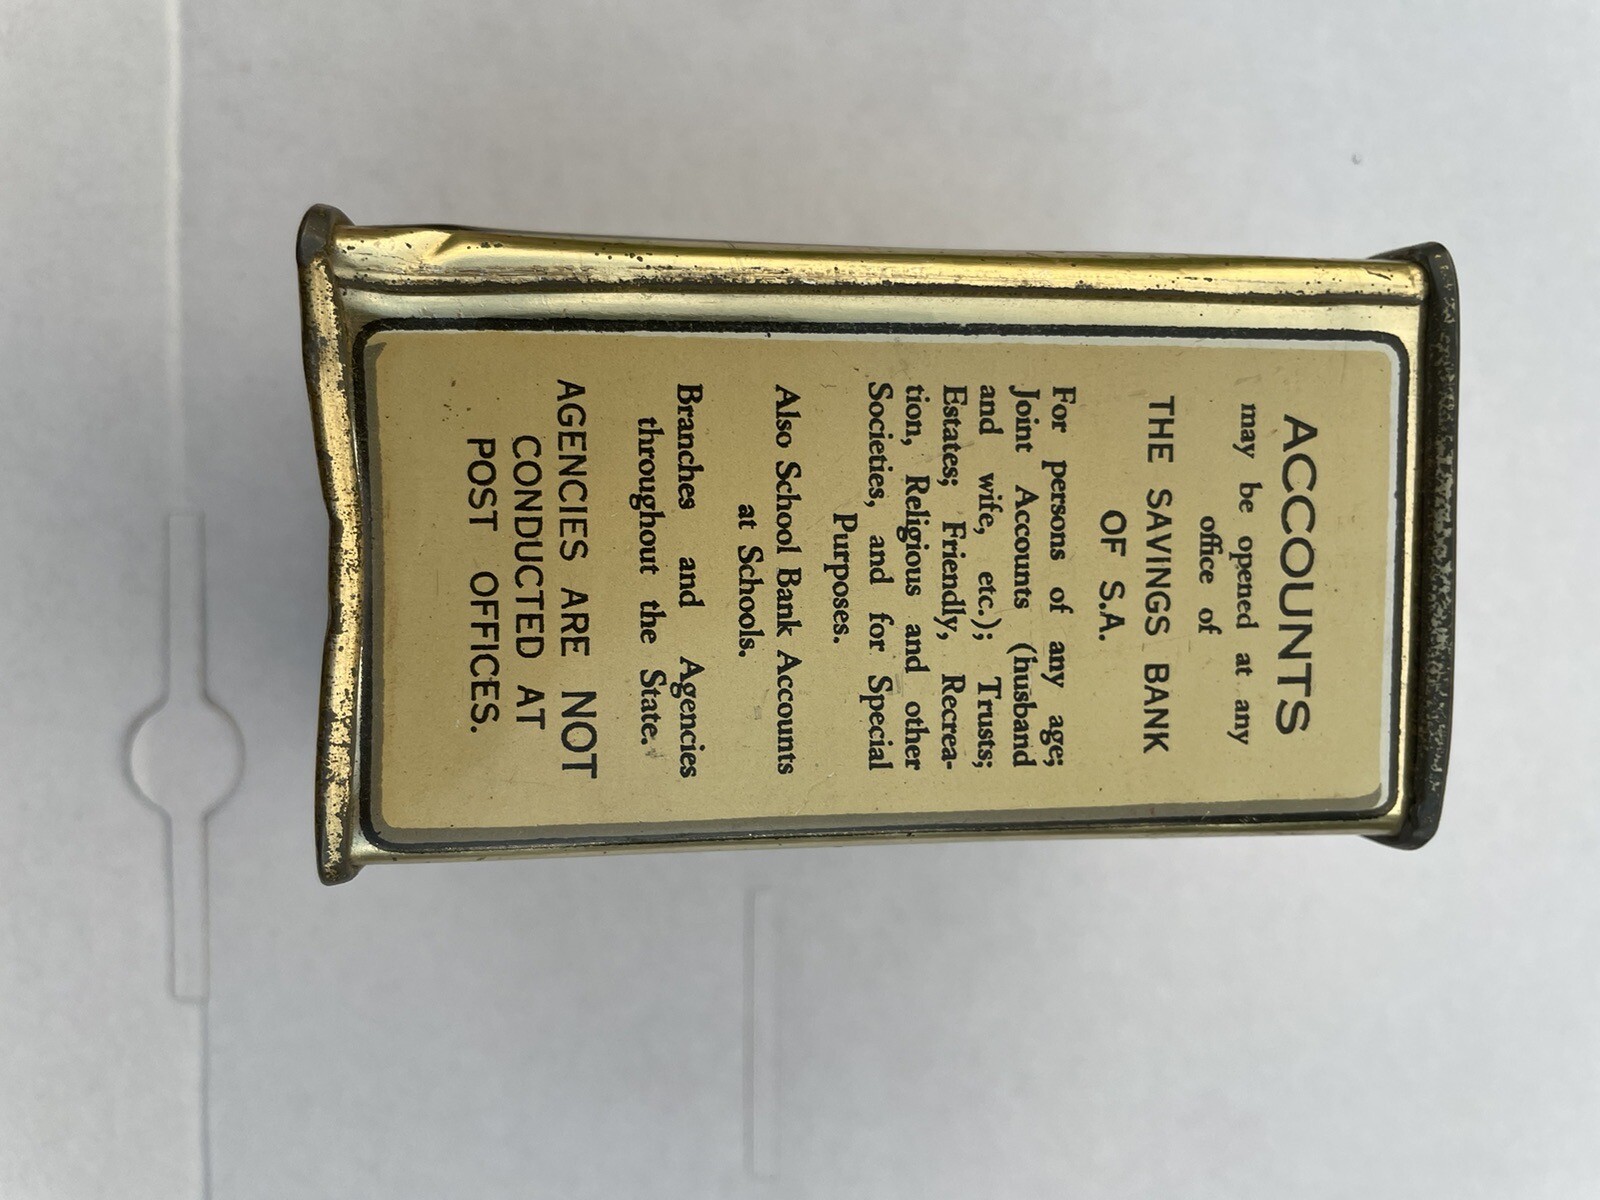 ACCOUNTS
may be opened at any
office of
THE SAVINGS BANK
OF S.A.
For persons of any age;
Joint Accounts (husband
and wife, etc.); Trusts;
Estates; Friendly, Recrea-
tion, Religious and other
Societies, and for Special
Purposes.
Also School Bank Accounts
at Schools.
Branches and Agencies
throughout the State.
AGENCIES ARE NOT
CONDUCTED AT
POST OFFICES.